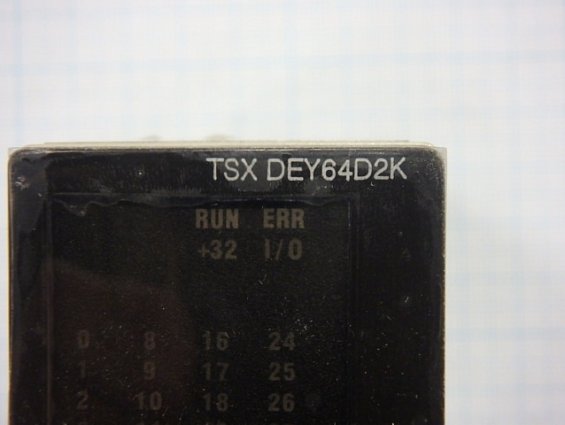 TSX DEY64D2K
RUN ERR
+32 I/O
0 8 16 24
1 9 17 25
2 10 18 26